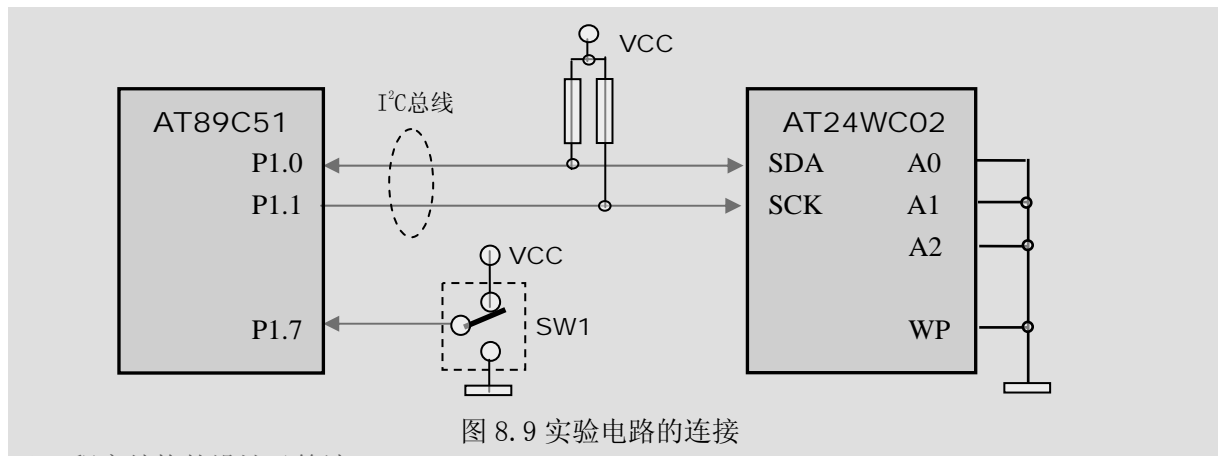 VCC
I²C总线
AT89C51
AT24WC02
P1.0
SDA
A0
P1.1
SCK
A1
A2
VCC
P1.7
SW1
WP
图 8.9 实验电路的连接